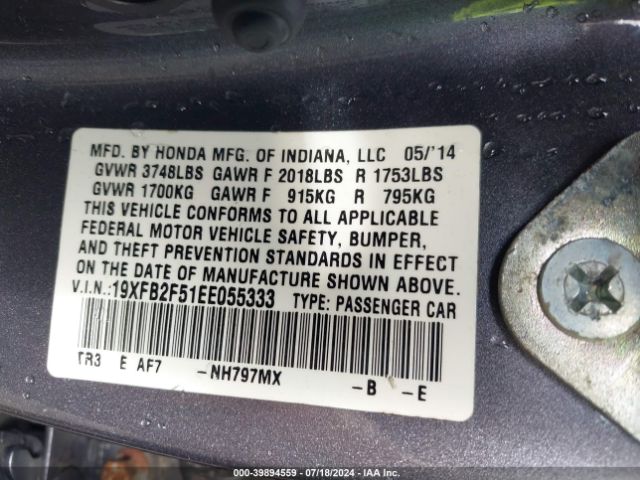 MFD. BY HONDA MFG. OF INDIANA, LLC 05/'14
GVWR 3748LBS GAWR F 2018LBS R 1753LBS
GVWR 1700KG GAWR F 915KG R 795KG
THIS VEHICLE CONFORMS TO ALL APPLICABLE
FEDERAL MOTOR VEHICLE SAFETY, BUMPER,
AND THEFT PREVENTION STANDARDS IN EFFECT
ON THE DATE OF MANUFACTURE SHOWN ABOVE.
V.I.N.:19XFB2F51EE055333 TYPE: PASSENGER CAR
TR3 E AF7 -NH797MX -B -E
000-39894559 - 07/18/2024 - IAA Inc.